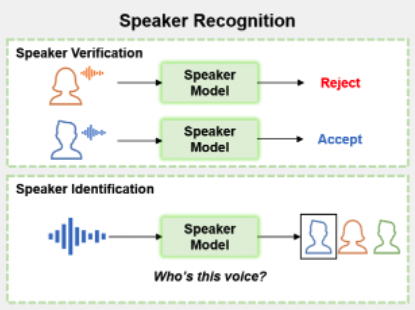 Speaker Recognition
Speaker Verification
Speaker
Model
Reject
Speaker
Model
Accept
Speaker Identification
Speaker
Model
Who's this voice?